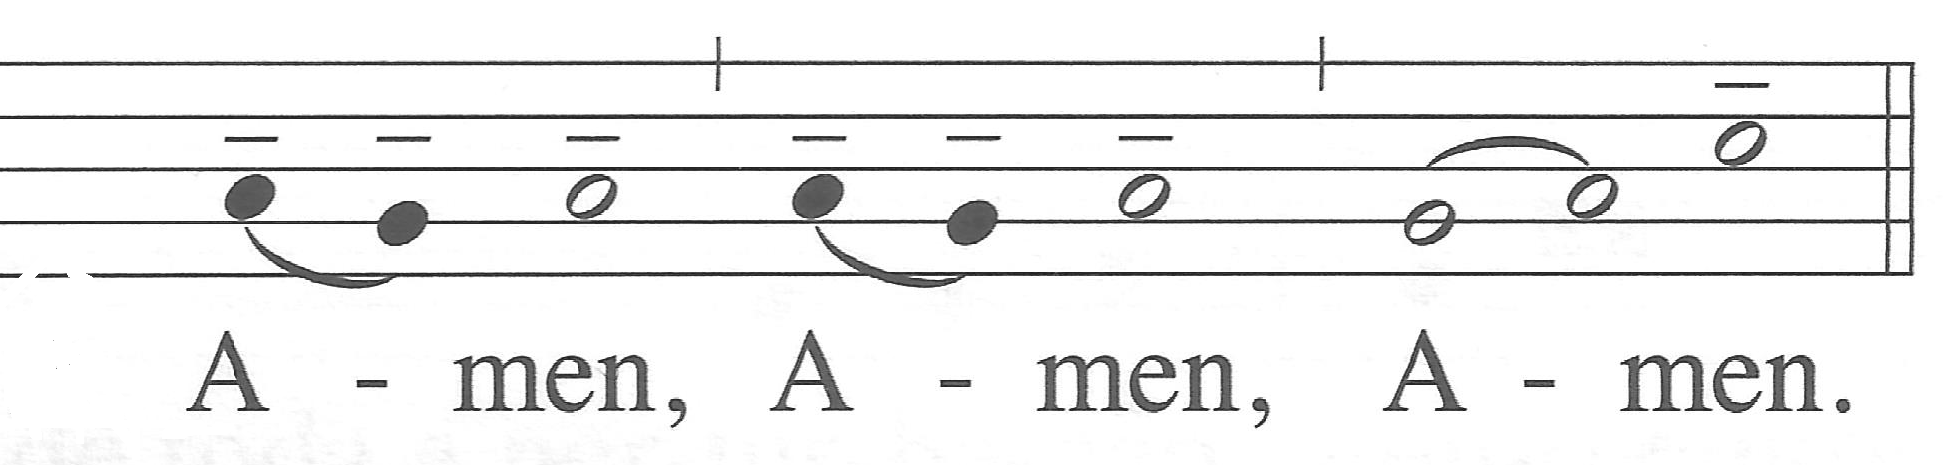 A - men, A - men, A - men.